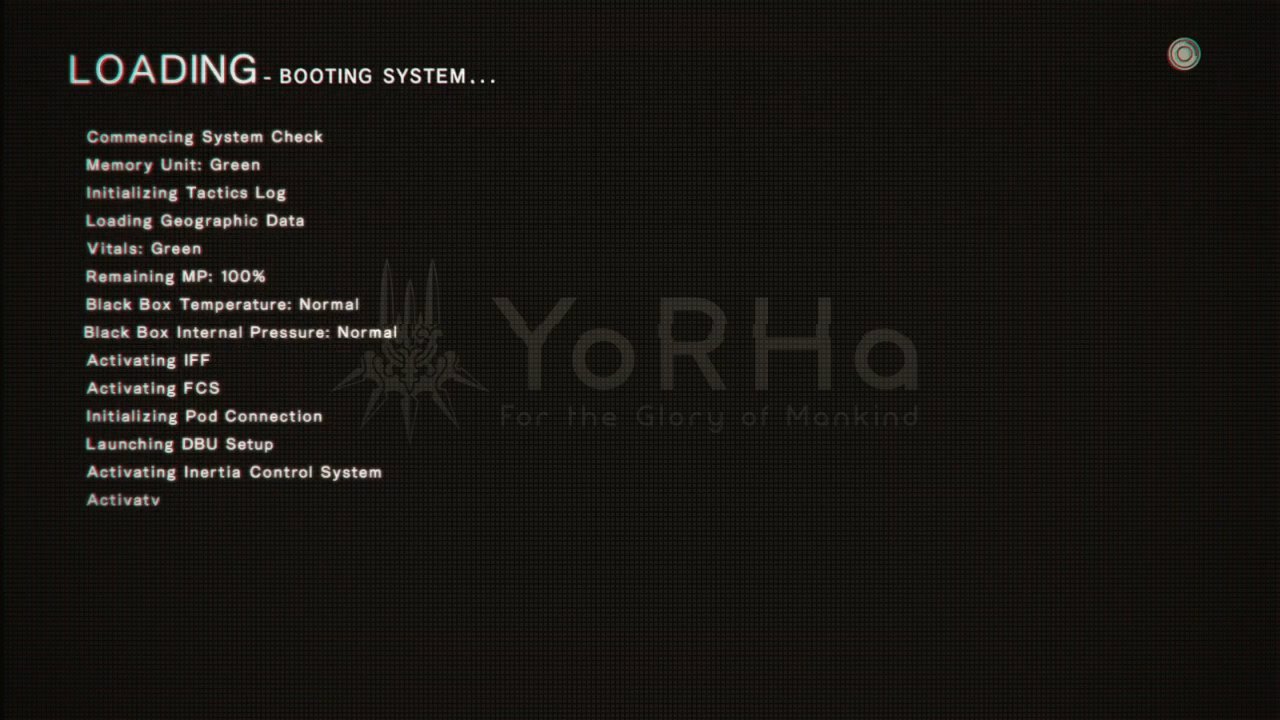 LOADING - BOOTING SYSTEM...
Commencing System Check
Memory Unit: Green
Initializing Tactics Log
Loading Geographic Data
Vitals: Green
Remaining MP: 100%
Black Box Temperature: Normal
Black Box Internal Pressure: Normal
Activating IFF
Activating FCS
Initializing Pod Connection
Launching DBU Setup
Activating Inertia Control System
Activatv
YoRHa
For the Glory of Mankind